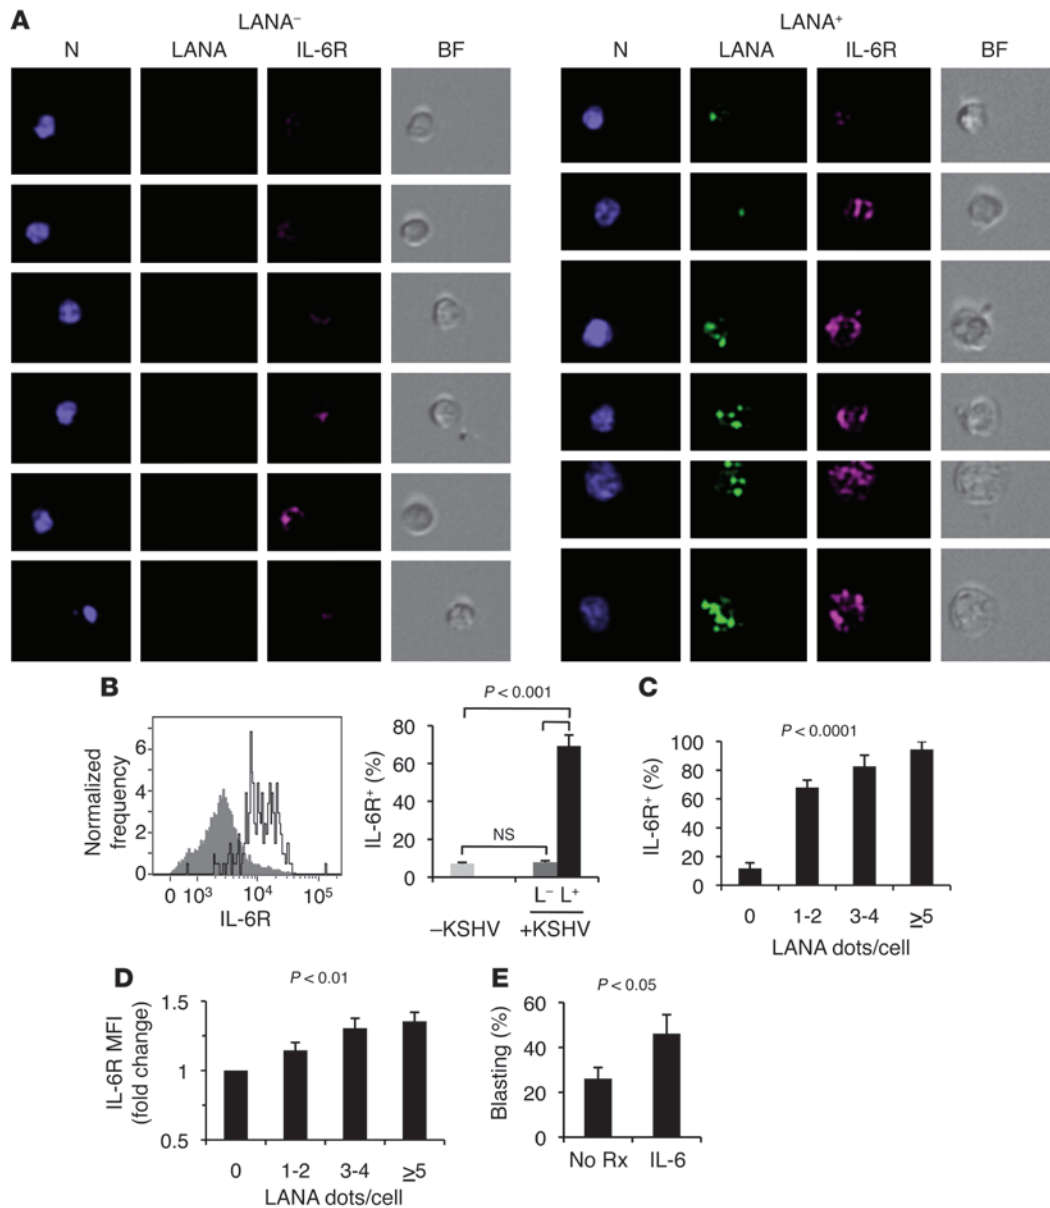 A
LANA⁻
LANA⁺
N LANA IL-6R BF
N LANA IL-6R BF
B
Normalized
frequency
6
4
2
0
0 10³ 10⁴ 10⁵
IL-6R
P < 0.001
IL-6R⁺ (%)
80
60
40
20
0
NS
L⁻ L⁺
–KSHV +KSHV
C
P < 0.0001
IL-6R⁺ (%)
100
80
60
40
20
0
0 1-2 3-4 ≥5
LANA dots/cell
D
P < 0.01
IL-6R MFI
(fold change)
1.5
1
0.5
0 1-2 3-4 ≥5
LANA dots/cell
E
P < 0.05
Blasting (%)
60
40
20
0
No Rx IL-6